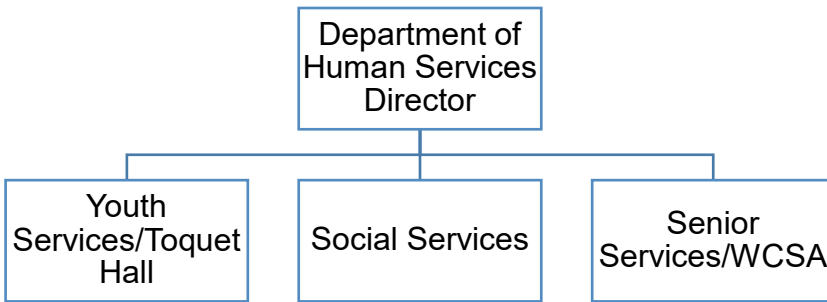 Department of
Human Services
Director
Youth
Services/Toquet
Hall
Social Services
Senior
Services/WCSA